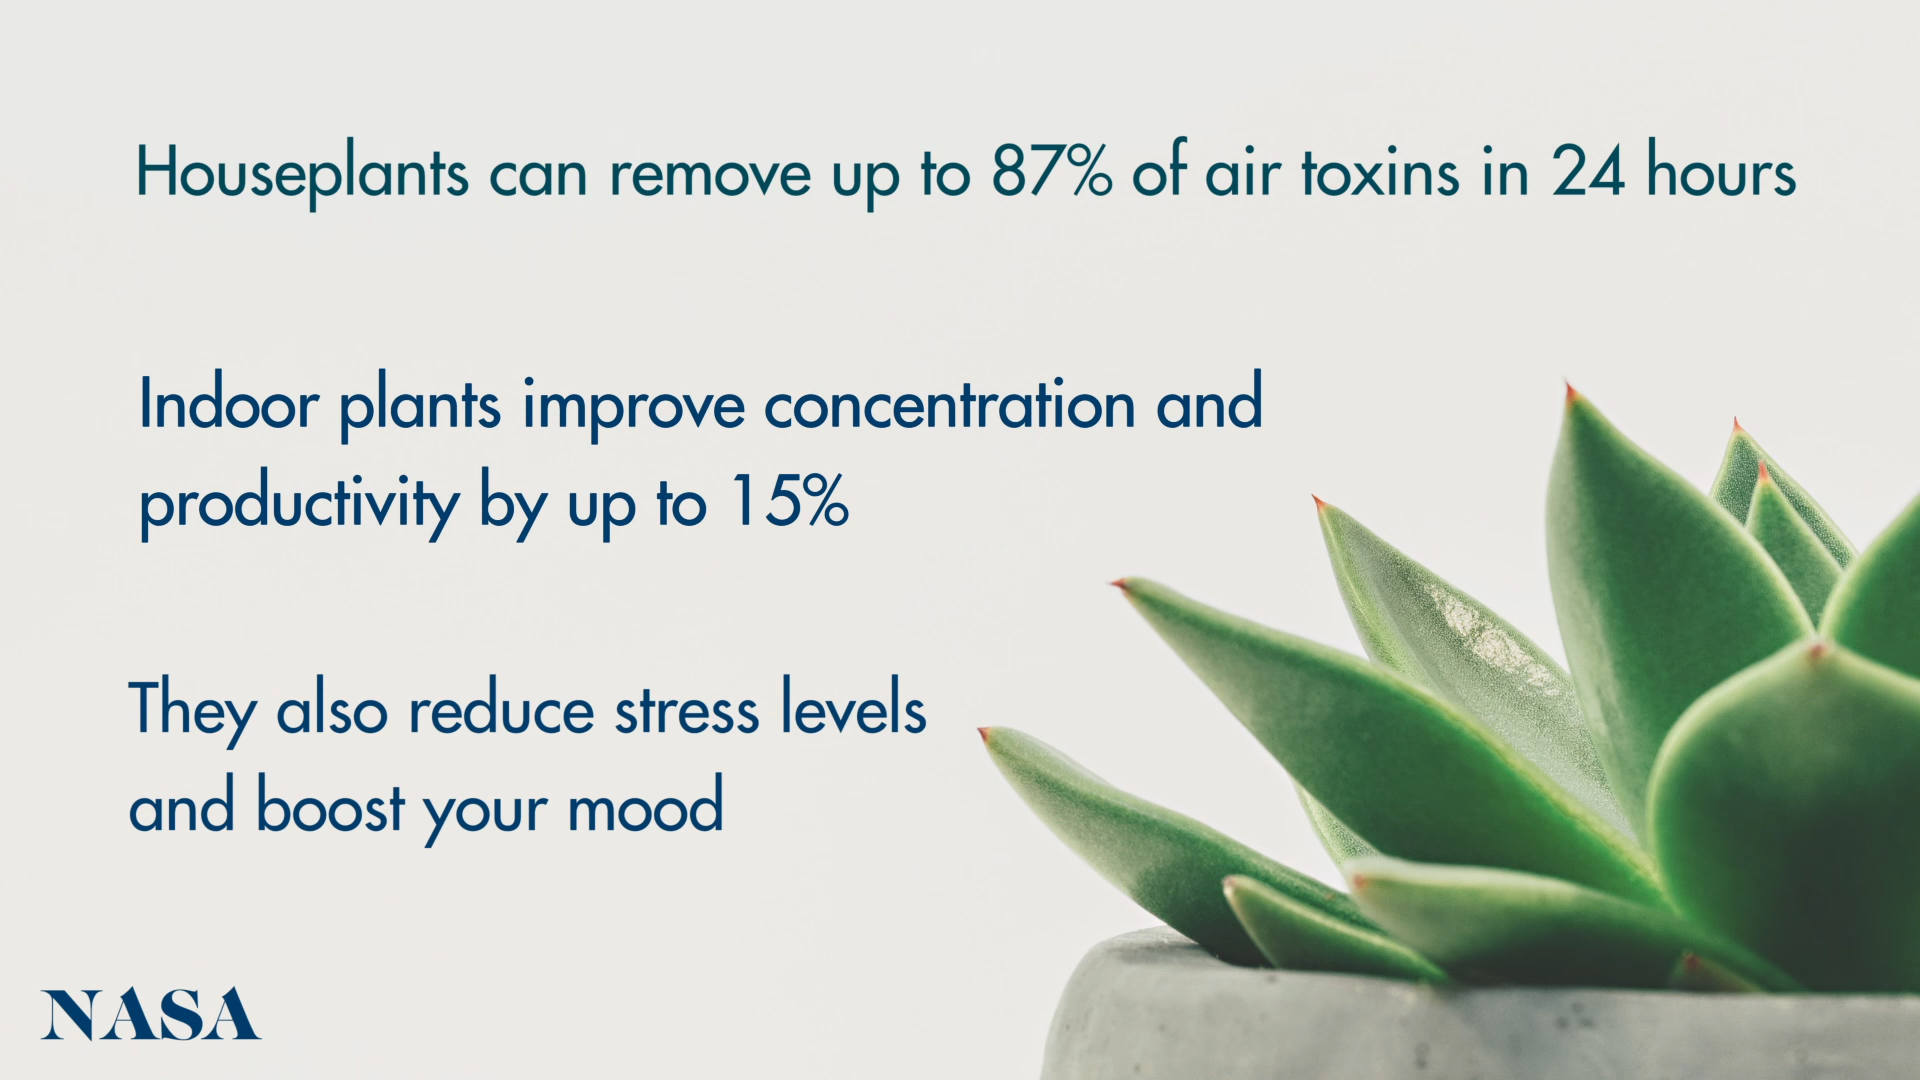 Houseplants can remove up to 87% of air toxins in 24 hours
Indoor plants improve concentration and
productivity by up to 15%
They also reduce stress levels
and boost your mood
NASA